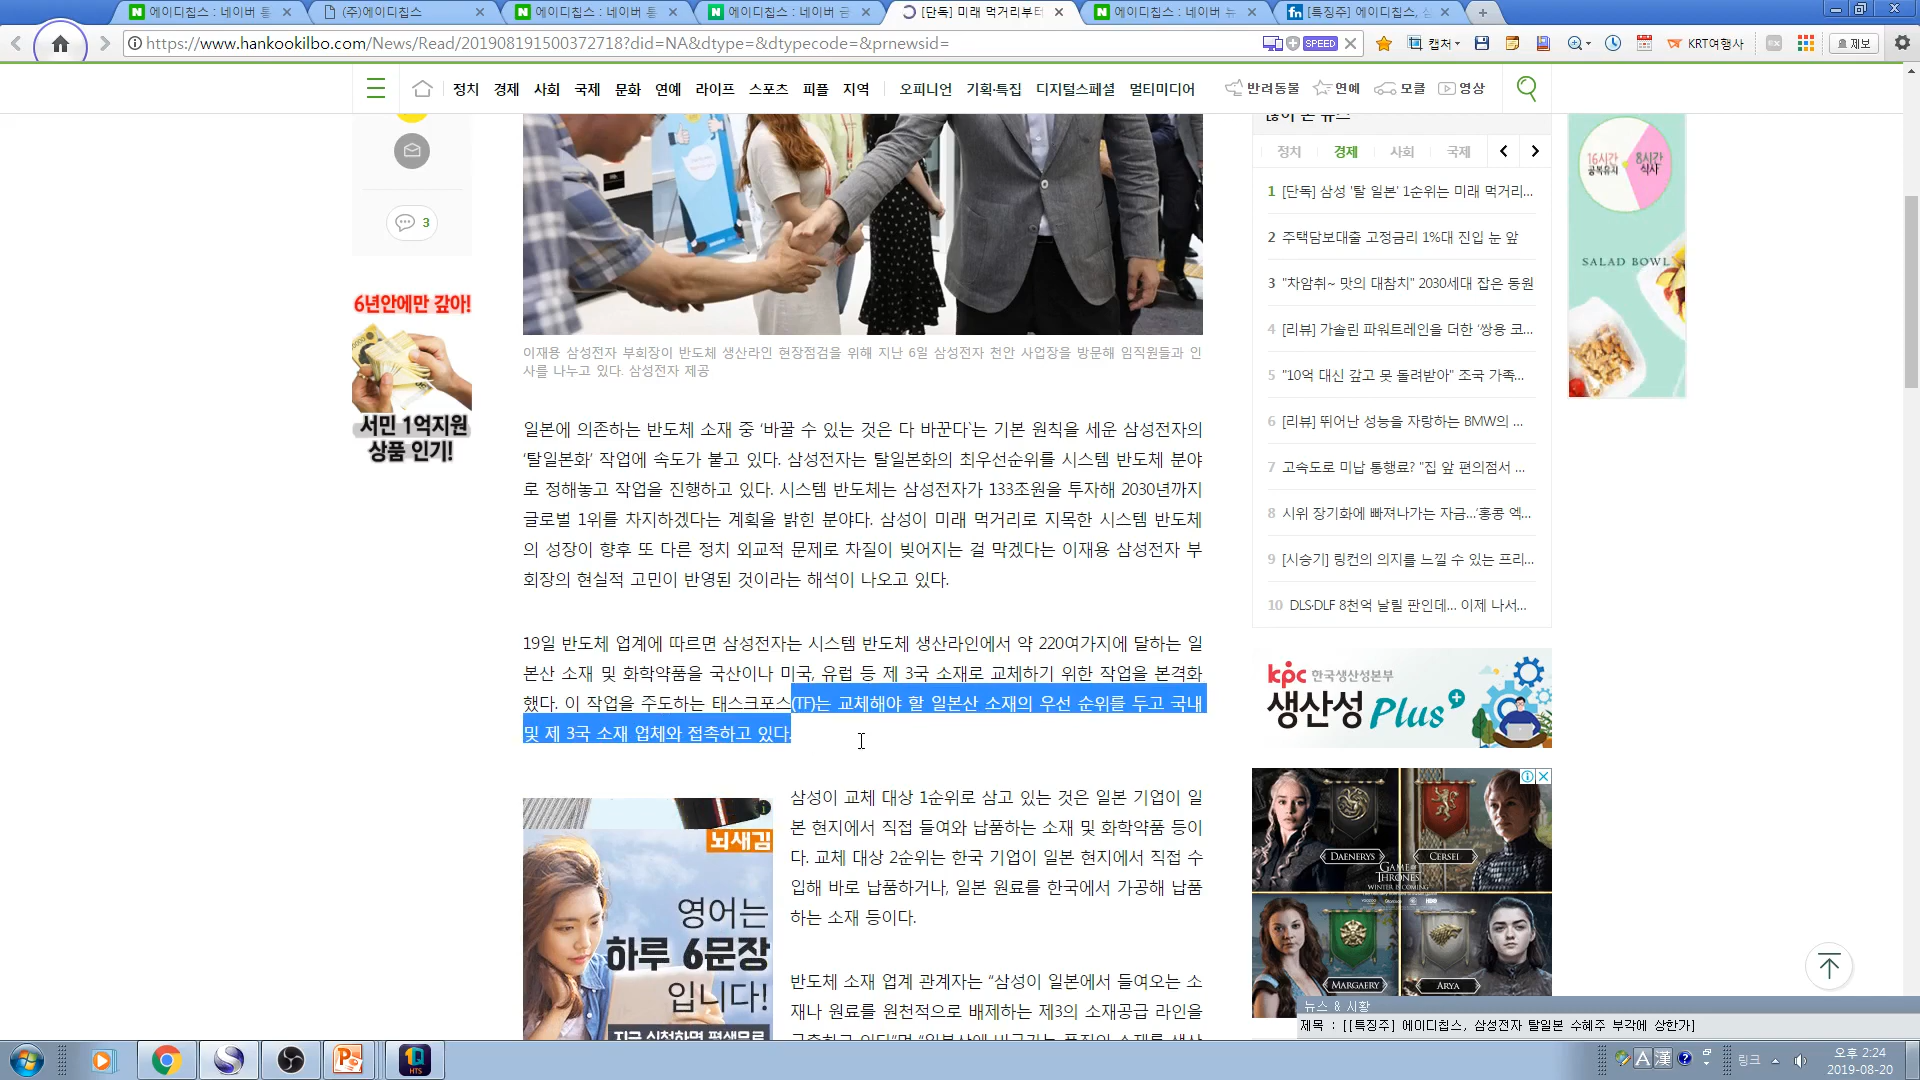 에이디칩스 : 네이버 통
(주)에이디칩스
에이디칩스 : 네이버 통
에이디칩스 : 네이버 금
[단독] 미래 먹거리부터
에이디칩스 : 네이버 뉴
[특징주] 에이디칩스, 삼
https://www.hankookilbo.com/News/Read/201908191500372718?did=NA&dtype=&dtypecode=&prnewsid=
SPEED
캡처
KRT여행사
제보
정치 경제 사회 국제 문화 연예 라이프 스포츠 피플 지역 오피니언 기획·특집 디지털스페셜 멀티미디어 반려동물 연예 모클 영상
3
6년안에만 갚아!
서민 1억지원
상품 인기!
이재용 삼성전자 부회장이 반도체 생산라인 현장점검을 위해 지난 6일 삼성전자 천안 사업장을 방문해 임직원들과 인
사를 나누고 있다. 삼성전자 제공
일본에 의존하는 반도체 소재 중 ‘바꿀 수 있는 것은 다 바꾼다`는 기본 원칙을 세운 삼성전자의
‘탈일본화’ 작업에 속도가 붙고 있다. 삼성전자는 탈일본화의 최우선순위를 시스템 반도체 분야
로 정해놓고 작업을 진행하고 있다. 시스템 반도체는 삼성전자가 133조원을 투자해 2030년까지
글로벌 1위를 차지하겠다는 계획을 밝힌 분야다. 삼성이 미래 먹거리로 지목한 시스템 반도체
의 성장이 향후 또 다른 정치 외교적 문제로 차질이 빚어지는 걸 막겠다는 이재용 삼성전자 부
회장의 현실적 고민이 반영된 것이라는 해석이 나오고 있다.
19일 반도체 업계에 따르면 삼성전자는 시스템 반도체 생산라인에서 약 220여가지에 달하는 일
본산 소재 및 화학약품을 국산이나 미국, 유럽 등 제 3국 소재로 교체하기 위한 작업을 본격화
했다. 이 작업을 주도하는 태스크포스(TF)는 교체해야 할 일본산 소재의 우선 순위를 두고 국내
및 제 3국 소재 업체와 접촉하고 있다.
삼성이 교체 대상 1순위로 삼고 있는 것은 일본 기업이 일
본 현지에서 직접 들여와 납품하는 소재 및 화학약품 등이
다. 교체 대상 2순위는 한국 기업이 일본 현지에서 직접 수
입해 바로 납품하거나, 일본 원료를 한국에서 가공해 납품
하는 소재 등이다.
반도체 소재 업계 관계자는 “삼성이 일본에서 들여오는 소
재나 원료를 원천적으로 배제하는 제3의 소재공급 라인을
뇌새김
영어는
하루 6문장
입니다!
많이 본 뉴스
정치 경제 사회 국제
1 [단독] 삼성 '탈 일본' 1순위는 미래 먹거리...
2 주택담보대출 고정금리 1%대 진입 눈 앞
3 "차암취~ 맛의 대참치" 2030세대 잡은 동원
4 [리뷰] 가솔린 파워트레인을 더한 ‘쌍용 코...
5 "10억 대신 갚고 못 돌려받아" 조국 가족...
6 [리뷰] 뛰어난 성능을 자랑하는 BMW의 ...
7 고속도로 미납 통행료? "집 앞 편의점서 ...
8 시위 장기화에 빠져나가는 자금...‘홍콩 엑...
9 [시승기] 링컨의 의지를 느낄 수 있는 프리...
10 DLS·DLF 8천억 날릴 판인데... 이제 나서...
kpc 한국생산성본부
생산성 Plus+
DAENERYS
CERSEI
GAME OF THRONES
WINTER IS COMING
MARGAERY
ARYA
16시간
공복유지
8시간
식사
SALAD BOWL
뉴스 & 시황
제목 : [[특징주] 에이디칩스, 삼성전자 탈일본 수혜주 부각에 상한가]
HTS
A 漢
링크
오후 2:24
2019-08-20